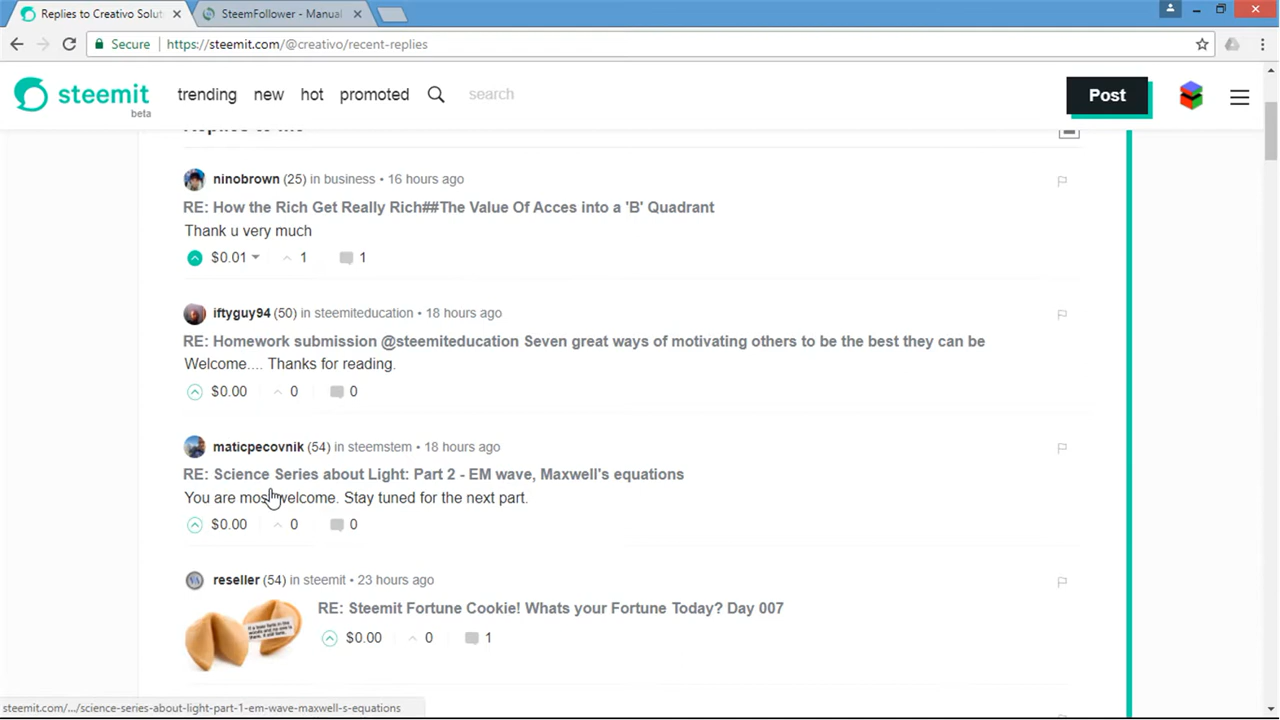 Replies to Creativo Solut
SteemFollower - Manual
Secure
https://steemit.com/@creativo/recent-replies
steemit
beta
trending new hot promoted search
Post
Replies to Me
ninobrown (25) in business • 16 hours ago
RE: How the Rich Get Really Rich##The Value Of Acces into a 'B' Quadrant
Thank u very much
$0.01 1 1
iftyguy94 (50) in steemiteducation • 18 hours ago
RE: Homework submission @steemiteducation Seven great ways of motivating others to be the best they can be
Welcome.... Thanks for reading.
$0.00 0 0
maticpecovnik (54) in steemstem • 18 hours ago
RE: Science Series about Light: Part 2 - EM wave, Maxwell's equations
You are most welcome. Stay tuned for the next part.
$0.00 0 0
reseller (54) in steemit • 23 hours ago
RE: Steemit Fortune Cookie! Whats your Fortune Today? Day 007
$0.00 0 1
steemit.com/.../science-series-about-light-part-1-em-wave-maxwell-s-equations